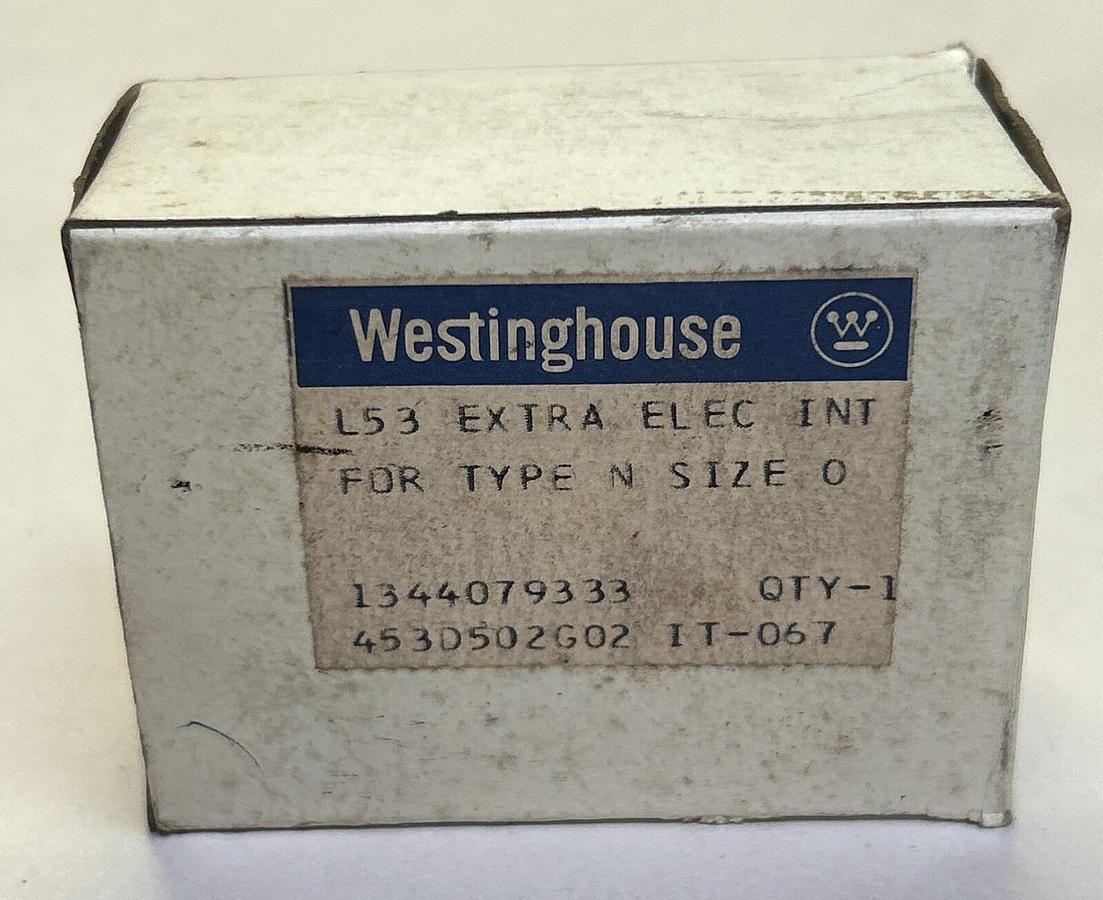 Westinghouse W
L53 EXTRA ELEC INT
FOR TYPE N SIZE 0
1344079333 QTY-1
453D502G02 IT-067